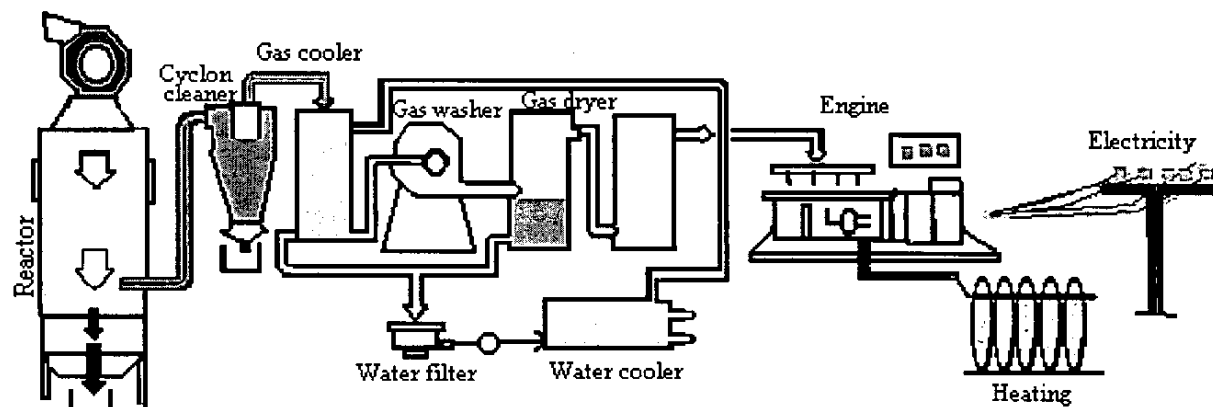 Gas cooler
Cyclon
cleaner
Gas washer
Gas dryer
Engine
Electricity
Reactor
Water filter
Water cooler
Heating